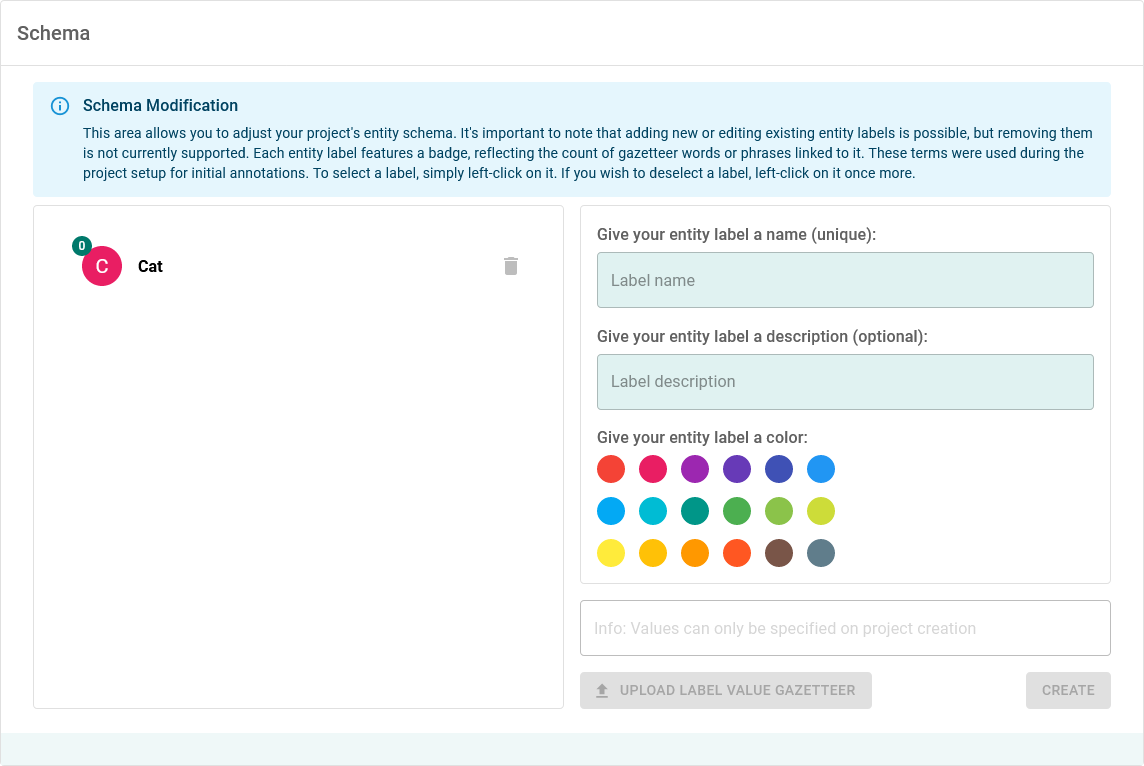 Schema
Schema Modification
This area allows you to adjust your project's entity schema. It's important to note that adding new or editing existing entity labels is possible, but removing them
is not currently supported. Each entity label features a badge, reflecting the count of gazetteer words or phrases linked to it. These terms were used during the
project setup for initial annotations. To select a label, simply left-click on it. If you wish to deselect a label, left-click on it once more.
0
C
Cat
Give your entity label a name (unique):
Label name
Give your entity label a description (optional):
Label description
Give your entity label a color:
Info: Values can only be specified on project creation
UPLOAD LABEL VALUE GAZETTEER
CREATE